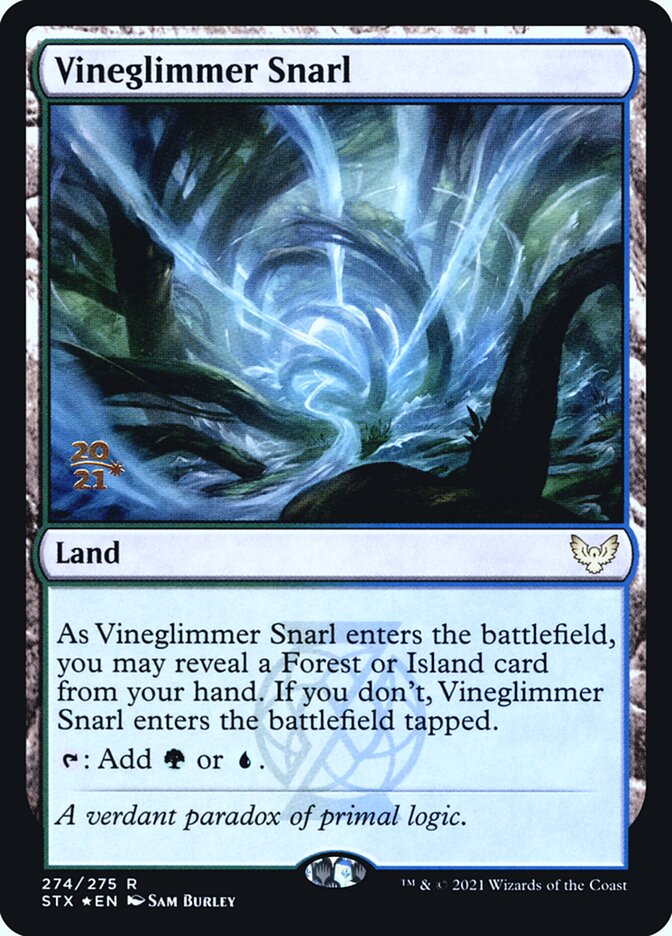 Vineglimmer Snarl
20
21
Land
As Vineglimmer Snarl enters the battlefield,
you may reveal a Forest or Island card
from your hand. If you don't, Vineglimmer
Snarl enters the battlefield tapped.
: Add or .
A verdant paradox of primal logic.
274/275 R
STX ★ EN Sam Burley
™ & © 2021 Wizards of the Coast